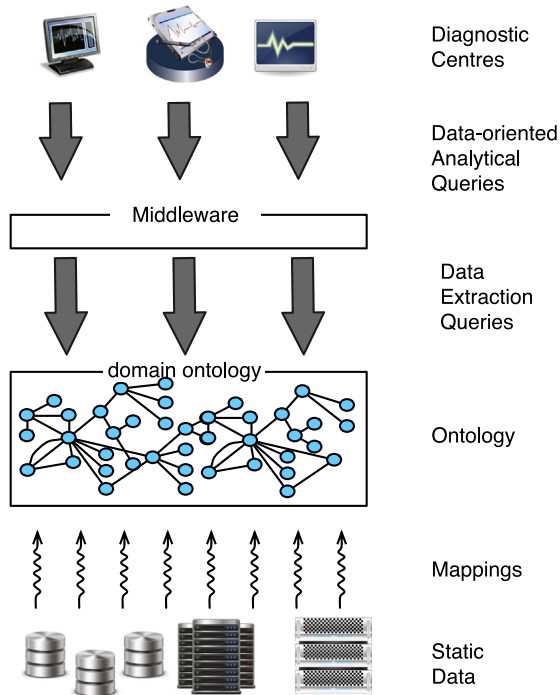 Diagnostic
Centres
Data-oriented
Analytical
Queries
Middleware
Data
Extraction
Queries
domain ontology
Ontology
Mappings
Static
Data